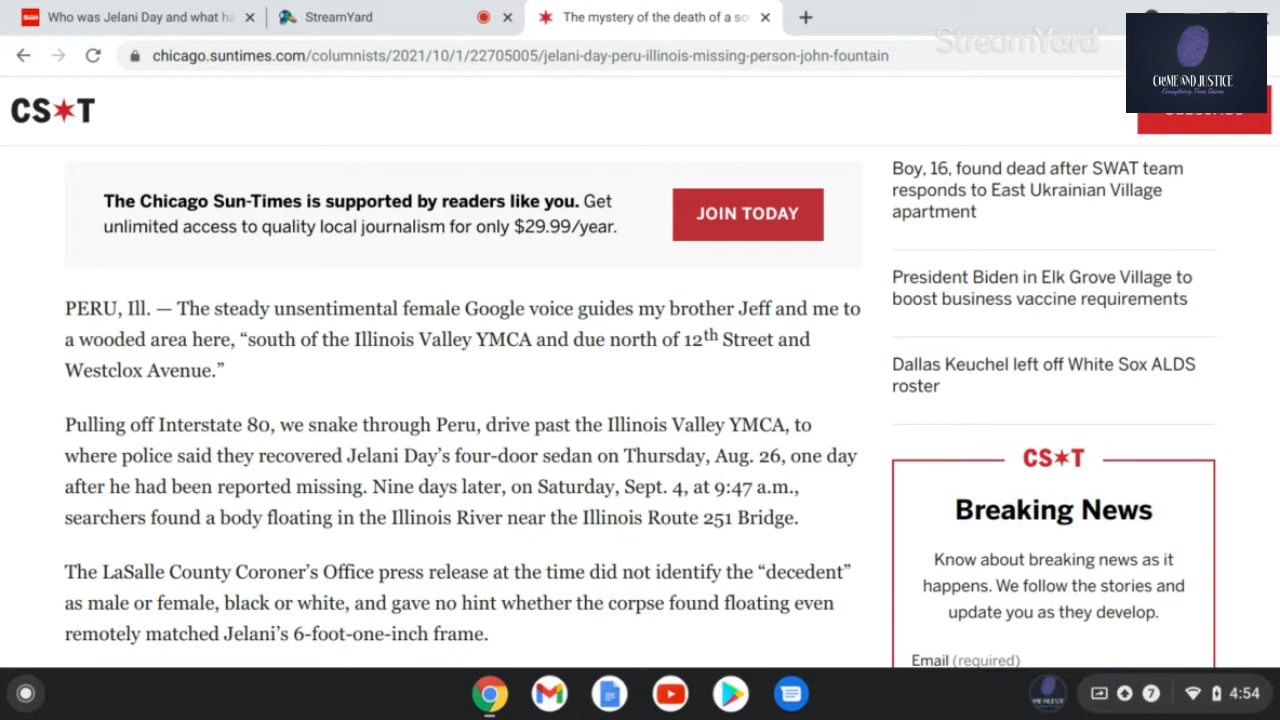 Who was Jelani Day and what ha
StreamYard
The mystery of the death of a so
StreamYard
chicago.suntimes.com/columnists/2021/10/1/22705005/jelani-day-peru-illinois-missing-person-john-fountain
CRIME AND JUSTICE
Everything True Crime
CS T
The Chicago Sun-Times is supported by readers like you. Get
unlimited access to quality local journalism for only $29.99/year.
JOIN TODAY
PERU, Ill. — The steady unsentimental female Google voice guides my brother Jeff and me to
a wooded area here, “south of the Illinois Valley YMCA and due north of 12th Street and
Westclox Avenue.”
Pulling off Interstate 80, we snake through Peru, drive past the Illinois Valley YMCA, to
where police said they recovered Jelani Day’s four-door sedan on Thursday, Aug. 26, one day
after he had been reported missing. Nine days later, on Saturday, Sept. 4, at 9:47 a.m.,
searchers found a body floating in the Illinois River near the Illinois Route 251 Bridge.
The LaSalle County Coroner’s Office press release at the time did not identify the “decedent”
as male or female, black or white, and gave no hint whether the corpse found floating even
remotely matched Jelani’s 6-foot-one-inch frame.
Boy, 16, found dead after SWAT team
responds to East Ukrainian Village
apartment
President Biden in Elk Grove Village to
boost business vaccine requirements
Dallas Keuchel left off White Sox ALDS
roster
CS T
Breaking News
Know about breaking news as it
happens. We follow the stories and
update you as they develop.
Email (required)
7
4:54